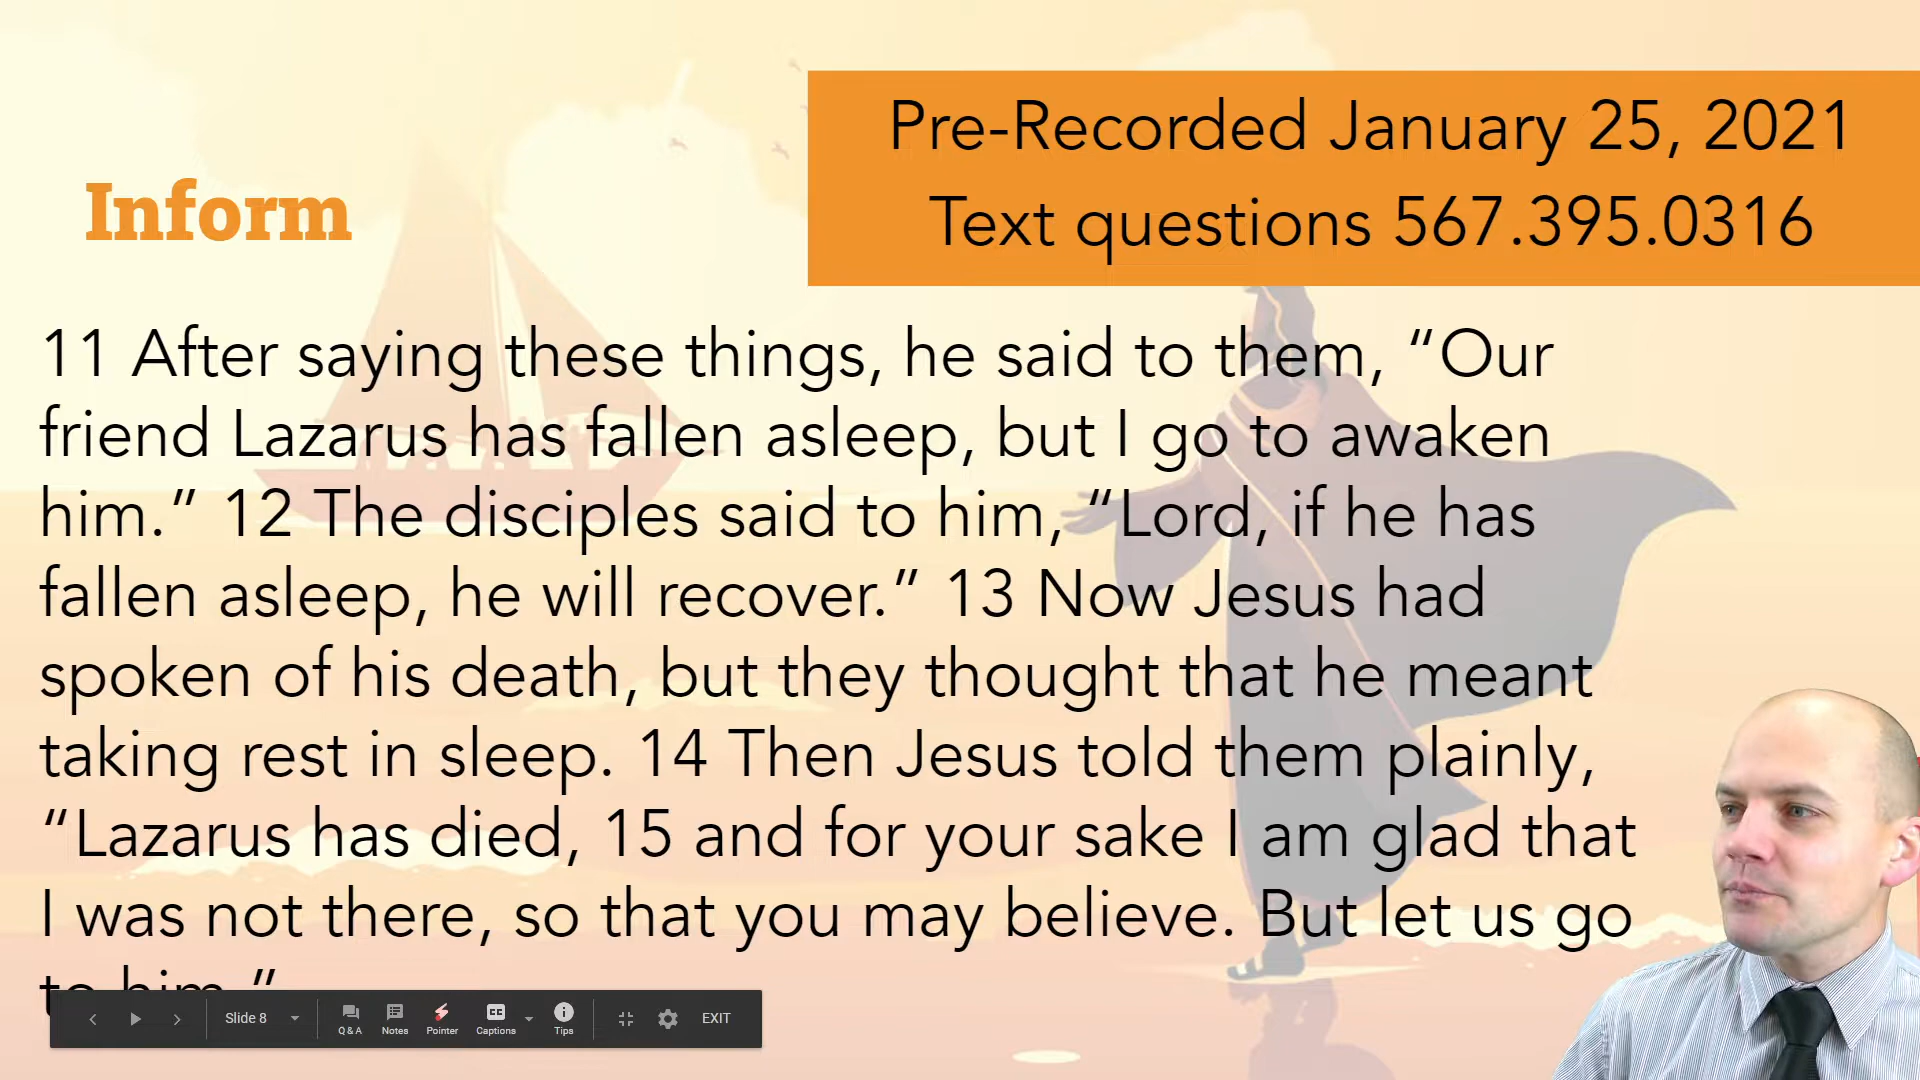 Pre-Recorded January 25, 2021
Text questions 567.395.0316
Inform
11 After saying these things, he said to them, “Our
friend Lazarus has fallen asleep, but I go to awaken
him.” 12 The disciples said to him, “Lord, if he has
fallen asleep, he will recover.” 13 Now Jesus had
spoken of his death, but they thought that he meant
taking rest in sleep. 14 Then Jesus told them plainly,
“Lazarus has died, 15 and for your sake I am glad that
I was not there, so that you may believe. But let us go
to him.”
Slide 8
Q & A
Notes
Pointer
CC
Captions
Tips
EXIT